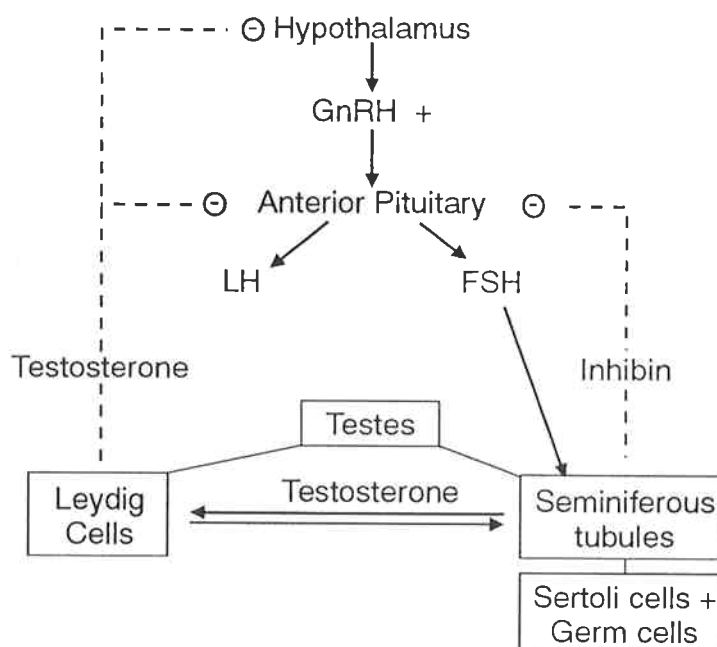 ⊖ Hypothalamus
GnRH +
⊖ Anterior Pituitary ⊖
LH FSH
Testosterone Inhibin
Testes
Leydig
Cells
Testosterone
Seminiferous
tubules
Sertoli cells +
Germ cells